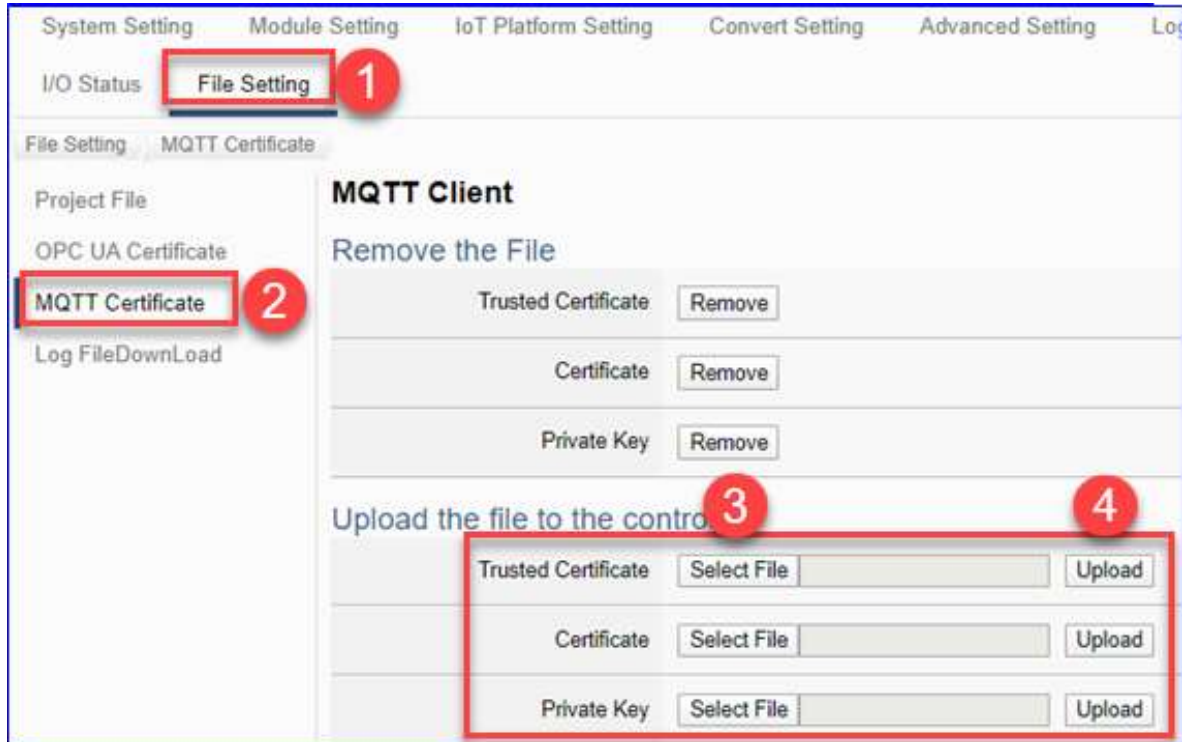 System Setting Module Setting IoT Platform Setting Convert Setting Advanced Setting Log
I/O Status File Setting 1
File Setting MQTT Certificate
Project File
OPC UA Certificate
MQTT Certificate 2
Log FileDownLoad
MQTT Client
Remove the File
Trusted Certificate Remove
Certificate Remove
Private Key Remove
Upload the file to the contro 3 4
Trusted Certificate Select File Upload
Certificate Select File Upload
Private Key Select File Upload